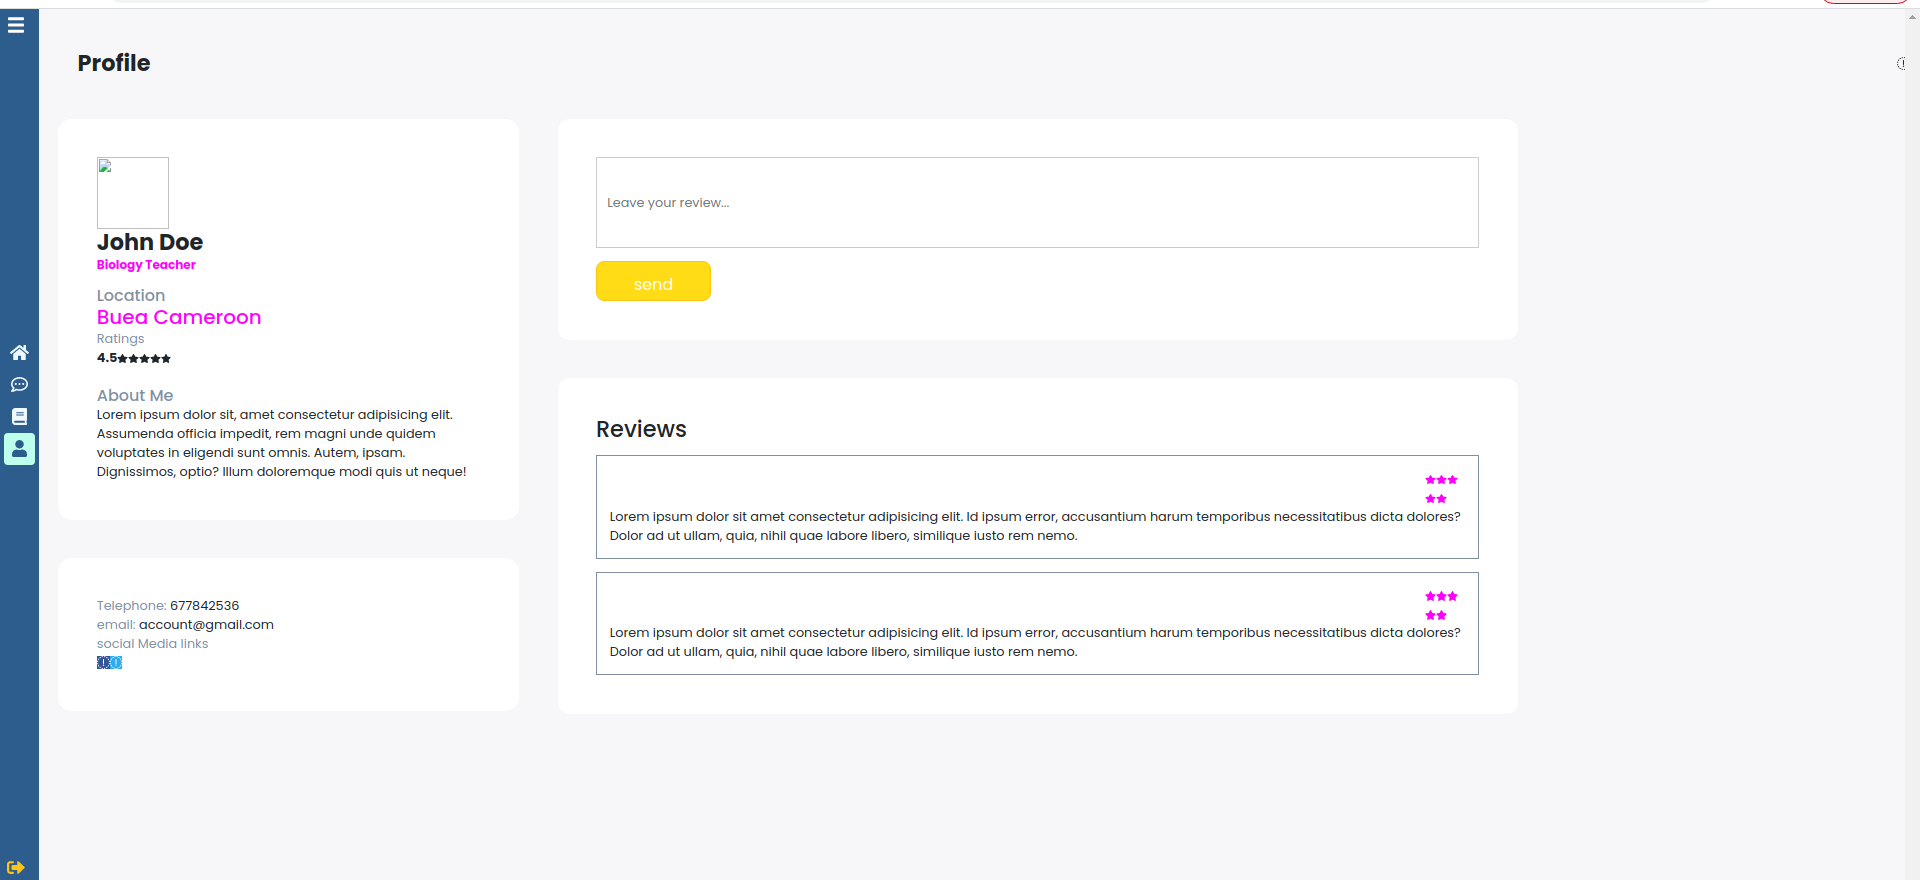 Profile
John Doe
Biology Teacher
Location
Buea Cameroon
Ratings
4.5
About Me
Lorem ipsum dolor sit, amet consectetur adipisicing elit.
Assumenda officia impedit, rem magni unde quidem
voluptates in eligendi sunt omnis. Autem, ipsam.
Dignissimos, optio? Illum doloremque modi quis ut neque!
Telephone: 677842536
email: account@gmail.com
social Media links
Leave your review...
send
Reviews
Lorem ipsum dolor sit amet consectetur adipisicing elit. Id ipsum error, accusantium harum temporibus necessitatibus dicta dolores?
Dolor ad ut ullam, quia, nihil quae labore libero, similique iusto rem nemo.
Lorem ipsum dolor sit amet consectetur adipisicing elit. Id ipsum error, accusantium harum temporibus necessitatibus dicta dolores?
Dolor ad ut ullam, quia, nihil quae labore libero, similique iusto rem nemo.